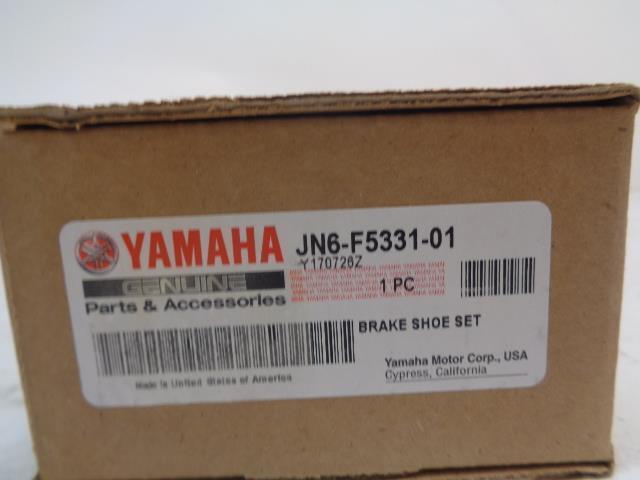 YAMAHA JN6-F5331-01
Y170726Z
GENUINE
1 PC
Parts & Accessories
BRAKE SHOE SET
Yamaha Motor Corp., USA
Cypress, California
Made in United States of America